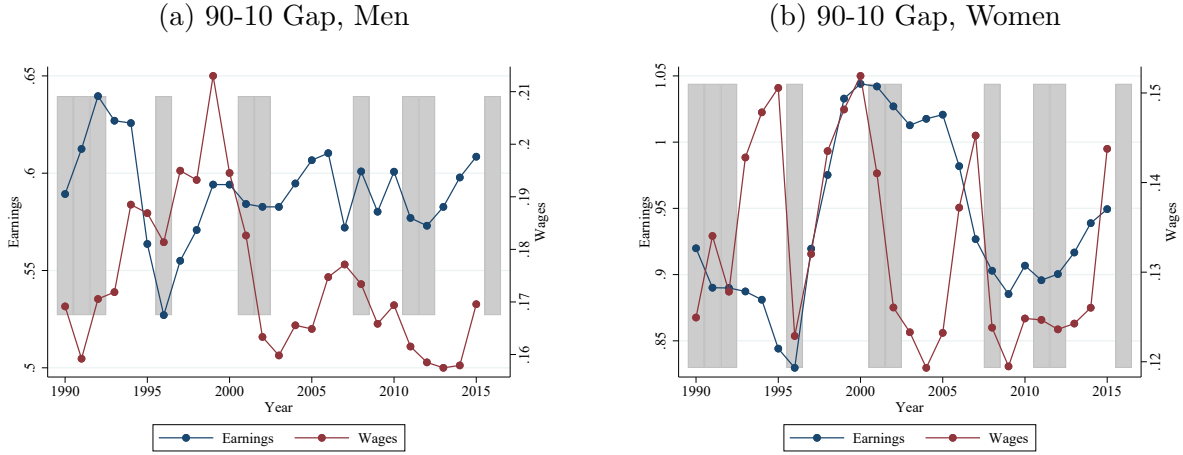 (a) 90-10 Gap, Men
.65
.6
.55
.5
Earnings
.21
.2
.19
.18
.17
.16
Wages
1990 1995 2000 2005 2010 2015
Year
Earnings Wages
(b) 90-10 Gap, Women
1.05
1
.95
.9
.85
Earnings
.15
.14
.13
.12
Wages
1990 1995 2000 2005 2010 2015
Year
Earnings Wages